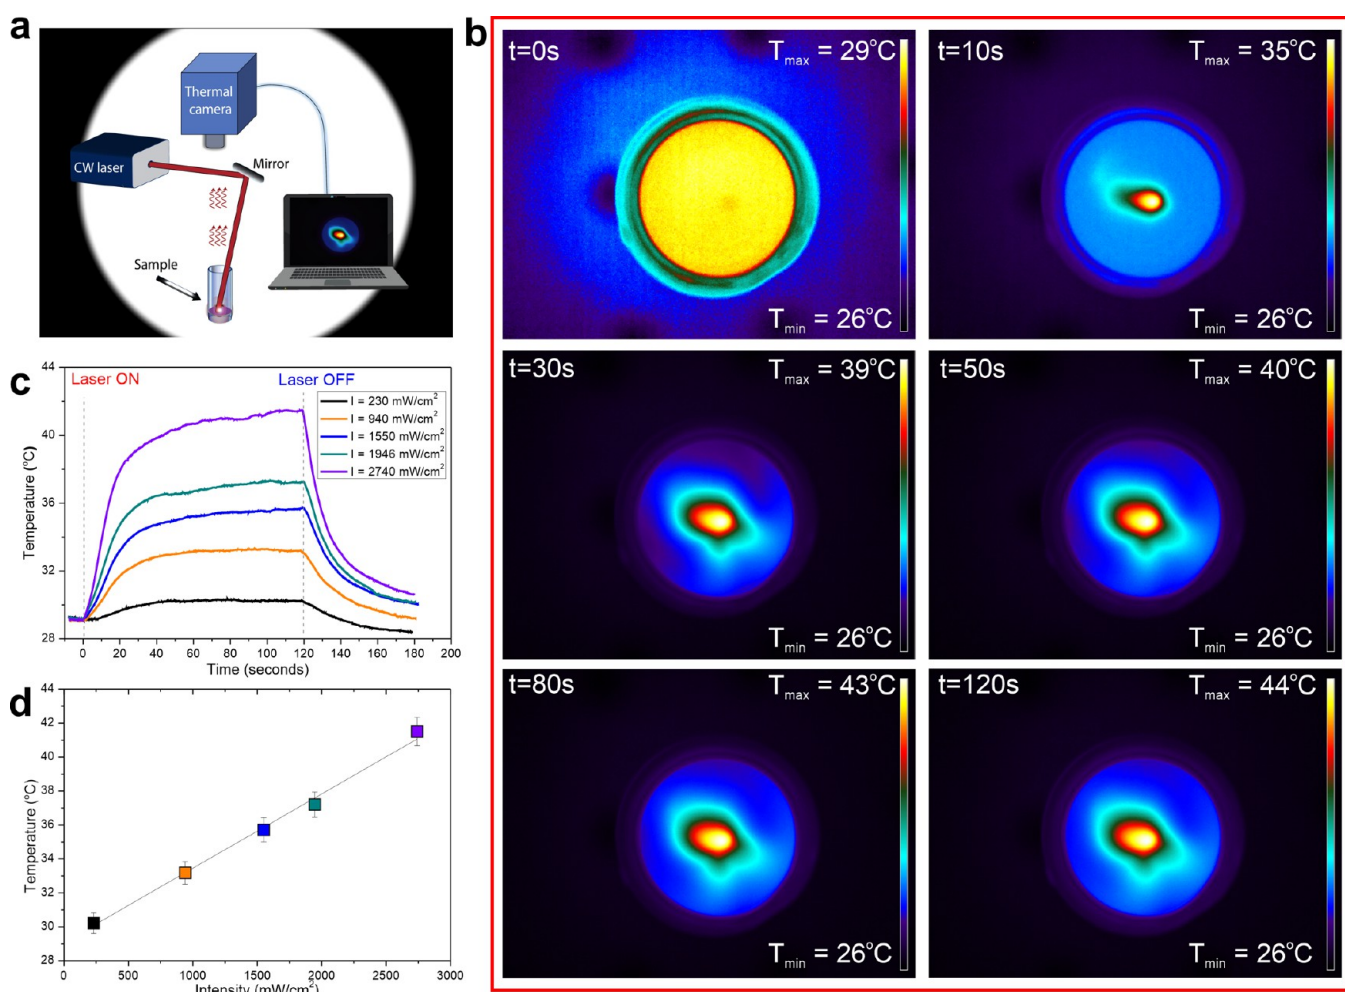 a
Thermal
camera
CW laser
Mirror
Sample
b
t=0s
Tmax = 29°C
Tmin = 26°C
t=10s
Tmax = 35°C
Tmin = 26°C
t=30s
Tmax = 39°C
Tmin = 26°C
t=50s
Tmax = 40°C
Tmin = 26°C
t=80s
Tmax = 43°C
Tmin = 26°C
t=120s
Tmax = 44°C
Tmin = 26°C
c
Laser ON
Laser OFF
I = 230 mW/cm²
I = 940 mW/cm²
I = 1550 mW/cm²
I = 1946 mW/cm²
I = 2740 mW/cm²
Temperature (°C)
44
40
36
32
28
0 20 40 60 80 100 120 140 160 180 200
Time (seconds)
d
Temperature (°C)
44
42
40
38
36
34
32
30
28
0 500 1000 1500 2000 2500 3000
Intensity (mW/cm²)